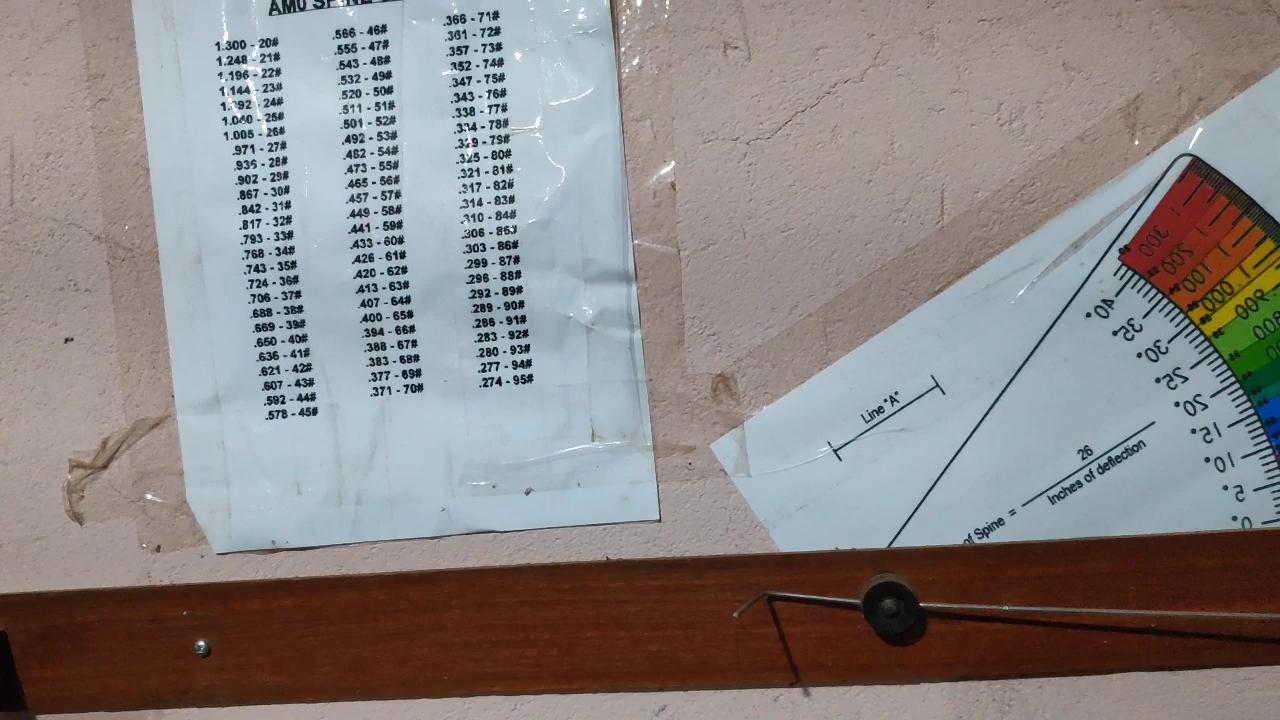 AMO SPINE
1.300 - 20#
1.248 - 21#
1.196 - 22#
1.144 - 23#
1.092 - 24#
1.040 - 25#
1.005 - 26#
.971 - 27#
.936 - 28#
.902 - 29#
.867 - 30#
.842 - 31#
.817 - 32#
.793 - 33#
.768 - 34#
.743 - 35#
.724 - 36#
.706 - 37#
.688 - 38#
.669 - 39#
.650 - 40#
.636 - 41#
.621 - 42#
.607 - 43#
.592 - 44#
.578 - 45#
.566 - 46#
.555 - 47#
.543 - 48#
.532 - 49#
.520 - 50#
.511 - 51#
.501 - 52#
.492 - 53#
.482 - 54#
.473 - 55#
.465 - 56#
.457 - 57#
.449 - 58#
.441 - 59#
.433 - 60#
.426 - 61#
.420 - 62#
.413 - 63#
.407 - 64#
.400 - 65#
.394 - 66#
.388 - 67#
.383 - 68#
.377 - 69#
.371 - 70#
.366 - 71#
.361 - 72#
.357 - 73#
.352 - 74#
.347 - 75#
.343 - 76#
.338 - 77#
.334 - 78#
.329 - 79#
.325 - 80#
.321 - 81#
.317 - 82#
.314 - 83#
.310 - 84#
.306 - 85#
.303 - 86#
.299 - 87#
.296 - 88#
.292 - 89#
.289 - 90#
.286 - 91#
.283 - 92#
.280 - 93#
.277 - 94#
.274 - 95#
Line "A"
of Spine =
26
Inches of deflection
300
200
100
000
900
800
40°
35°
30°
25°
20°
15°
10°
5°
0°